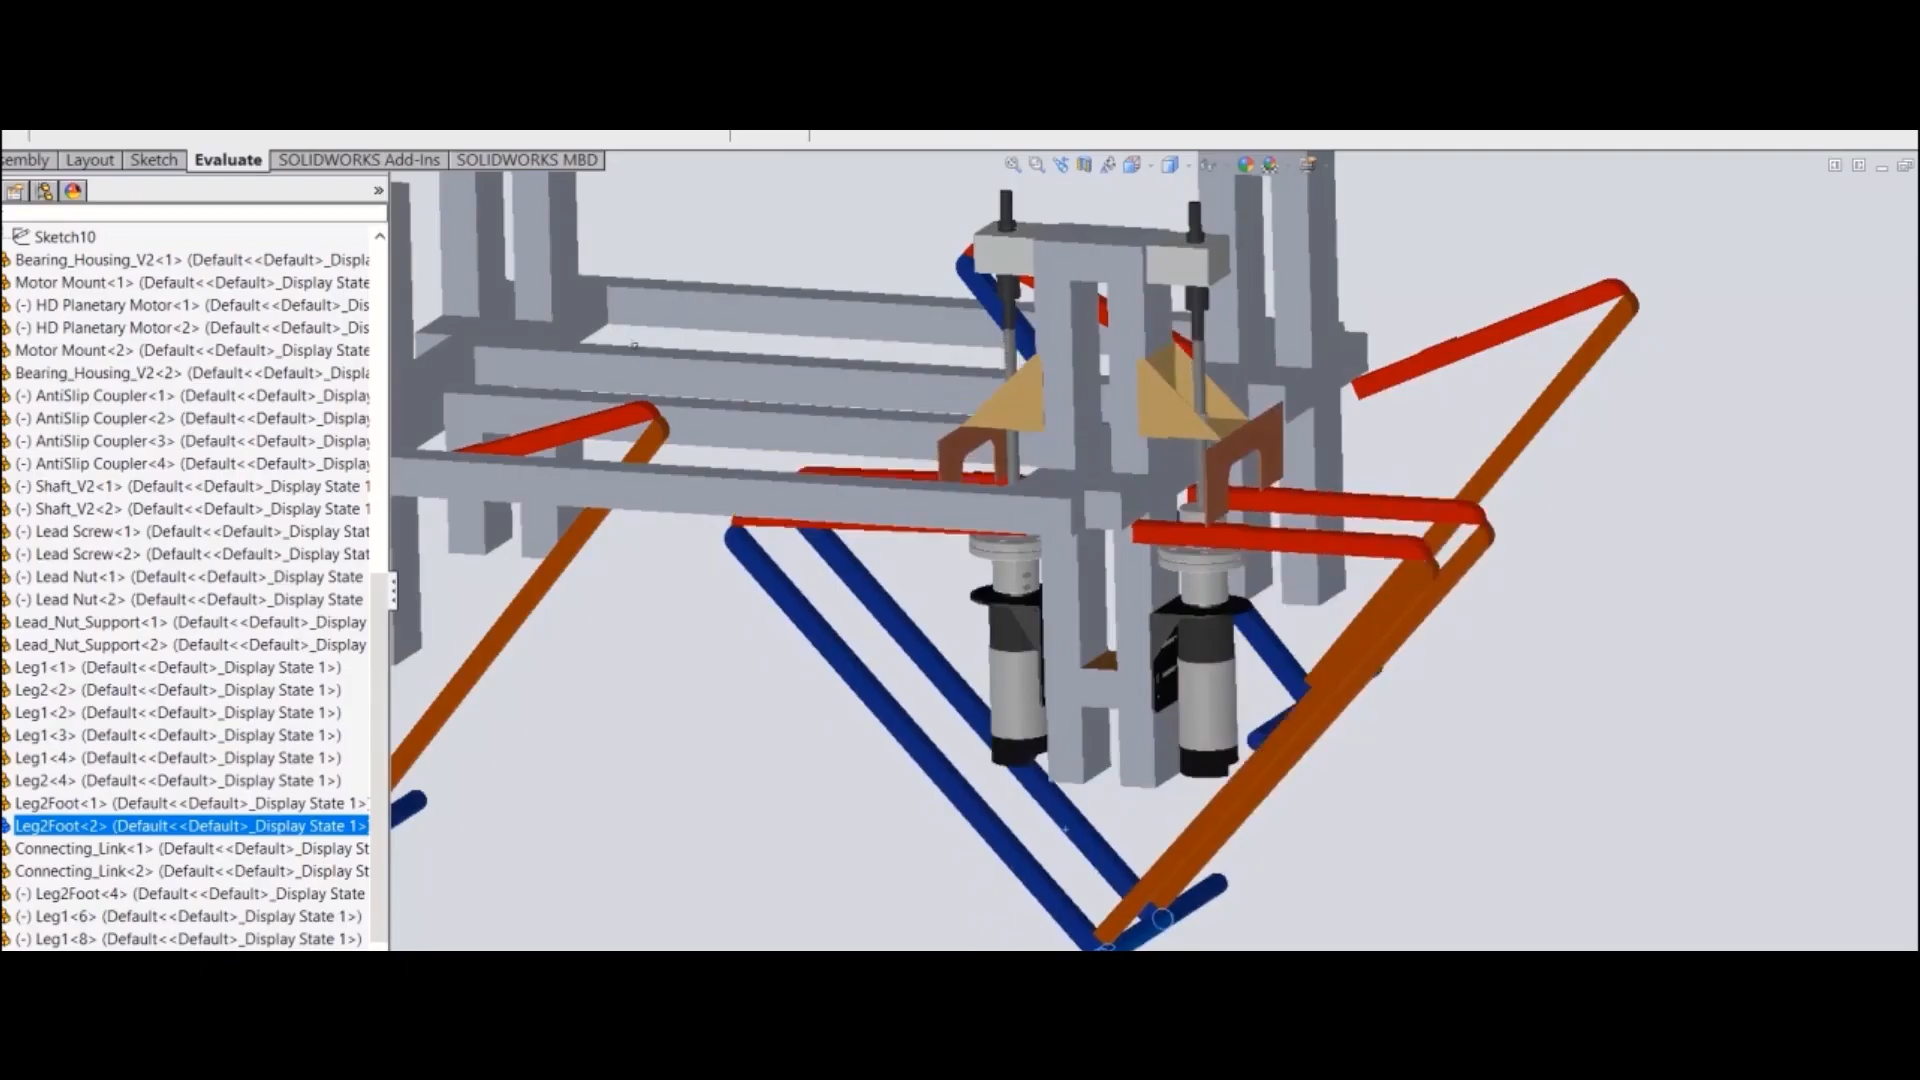 sembly Layout Sketch Evaluate SOLIDWORKS Add-Ins SOLIDWORKS MBD
»
Sketch10
Bearing_Housing_V2<1> (Default<<Default>_Displa
Motor Mount<1> (Default<<Default>_Display State
(-) HD Planetary Motor<1> (Default<<Default>_Dis
(-) HD Planetary Motor<2> (Default<<Default>_Dis
Motor Mount<2> (Default<<Default>_Display State
Bearing_Housing_V2<2> (Default<<Default>_Displa
(-) AntiSlip Coupler<1> (Default<<Default>_Display
(-) AntiSlip Coupler<2> (Default<<Default>_Display
(-) AntiSlip Coupler<3> (Default<<Default>_Display
(-) AntiSlip Coupler<4> (Default<<Default>_Display
(-) Shaft_V2<1> (Default<<Default>_Display State 1
(-) Shaft_V2<2> (Default<<Default>_Display State 1
(-) Lead Screw<1> (Default<<Default>_Display Stat
(-) Lead Screw<2> (Default<<Default>_Display Stat
(-) Lead Nut<1> (Default<<Default>_Display State
(-) Lead Nut<2> (Default<<Default>_Display State
Lead_Nut_Support<1> (Default<<Default>_Display
Lead_Nut_Support<2> (Default<<Default>_Display
Leg1<1> (Default<<Default>_Display State 1>)
Leg2<2> (Default<<Default>_Display State 1>)
Leg1<2> (Default<<Default>_Display State 1>)
Leg1<3> (Default<<Default>_Display State 1>)
Leg1<4> (Default<<Default>_Display State 1>)
Leg2<4> (Default<<Default>_Display State 1>)
Leg2Foot<1> (Default<<Default>_Display State 1>)
Leg2Foot<2> (Default<<Default>_Display State 1>)
Connecting_Link<1> (Default<<Default>_Display St
Connecting_Link<2> (Default<<Default>_Display St
(-) Leg2Foot<4> (Default<<Default>_Display State
(-) Leg1<6> (Default<<Default>_Display State 1>)
(-) Leg1<8> (Default<<Default>_Display State 1>)